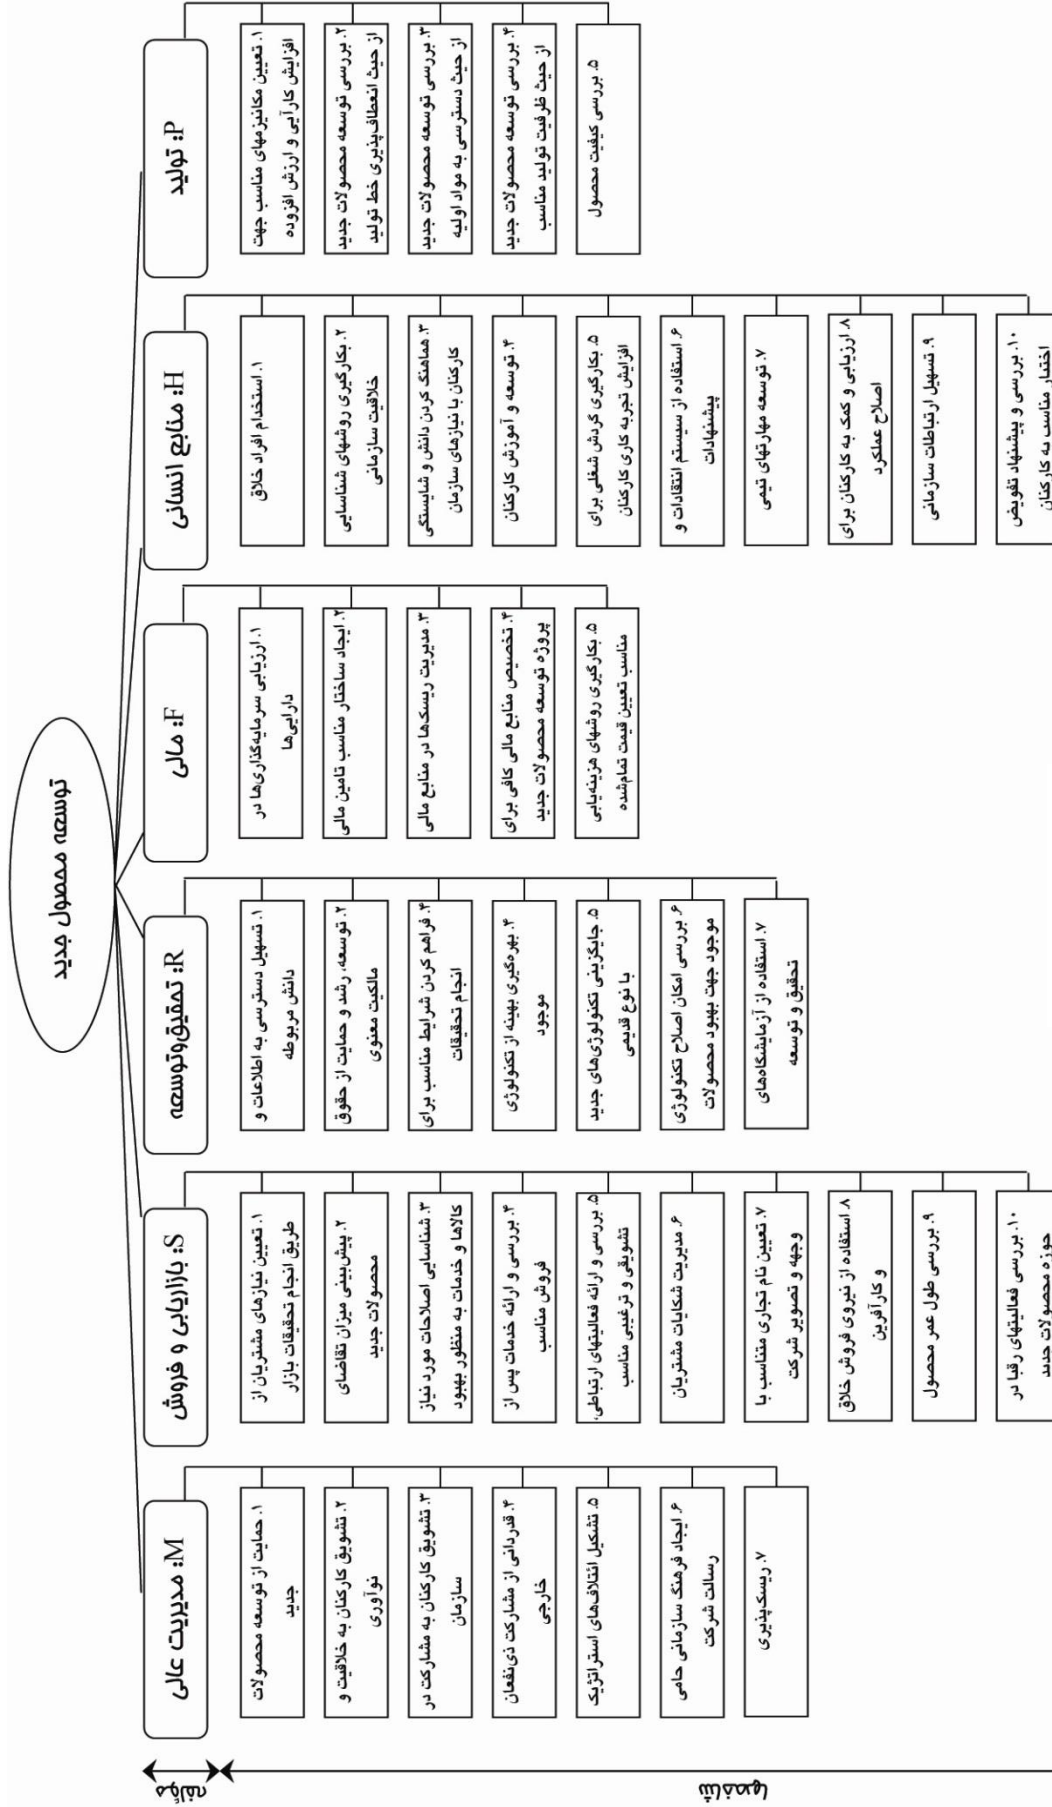 توسعه محصول جدید
مؤلفه
شاخصها
P: تولید
۱. تعیین مکانیزمهای مناسب جهت
افزایش کارآیی و ارزش افزوده
۲. بررسی توسعه محصولات جدید
از حیث انعطاف‌پذیری خط تولید
۳. بررسی توسعه محصولات جدید
از حیث دسترسی به مواد اولیه
۴. بررسی توسعه محصولات جدید
از حیث ظرفیت تولید مناسب
۵. بررسی کیفیت محصول
H: منابع انسانی
۱. استخدام افراد خلاق
۲. بکارگیری روشهای شناسایی
خلاقیت سازمانی
۳. هماهنگ کردن دانش و شایستگی
کارکنان با نیازهای سازمان
۴. توسعه و آموزش کارکنان
۵. بکارگیری گردش شغلی برای
افزایش تجربه کاری کارکنان
۶. استفاده از سیستم انتقادات و
پیشنهادات
۷. توسعه مهارتهای تیمی
۸. ارزیابی و کمک به کارکنان برای
اصلاح عملکرد
۹. تسهیل ارتباطات سازمانی
۱۰. بررسی و پیشنهاد تفویض
اختیار مناسب به کارکنان
F: مالی
۱. ارزیابی سرمایه‌گذاری‌ها در
دارایی‌ها
۲. ایجاد ساختار مناسب تامین مالی
۳. مدیریت ریسک‌ها در منابع مالی
۴. تخصیص منابع مالی کافی برای
پروژه توسعه محصولات جدید
۵. بکارگیری روشهای هزینه‌یابی
مناسب تعیین قیمت تمام‌شده
R: تحقیق‌وتوسعه
۱. تسهیل دسترسی به اطلاعات و
دانش مربوطه
۲. توسعه، رشد و حمایت از حقوق
مالکیت معنوی
۳. فراهم کردن شرایط مناسب برای
انجام تحقیقات
۴. بهره‌گیری بهینه از تکنولوژی
موجود
۵. جایگزینی تکنولوژی‌های جدید
با نوع قدیمی
۶. بررسی امکان اصلاح تکنولوژی
موجود جهت بهبود محصولات
۷. استفاده از آزمایشگاه‌های
تحقیق و توسعه
S: بازاریابی و فروش
۱. تعیین نیازهای مشتریان از
طریق انجام تحقیقات بازار
۲. پیش‌بینی میزان تقاضای
محصولات جدید
۳. شناسایی اصلاحات مورد نیاز
کالاها و خدمات به منظور بهبود
۴. بررسی و ارائه خدمات پس از
فروش مناسب
۵. بررسی و ارائه فعالیتهای ارتباطی،
تشویقی و ترغیبی مناسب
۶. مدیریت شکایات مشتریان
۷. تعیین نام تجاری متناسب با
وجهه و تصویر شرکت
۸. استفاده از نیروی فروش خلاق
و کارآفرین
۹. بررسی طول عمر محصول
۱۰. بررسی فعالیتهای رقبا در
حوزه محصولات جدید
M: مدیریت عالی
۱. حمایت از توسعه محصولات
جدید
۲. تشویق کارکنان به خلاقیت و
نوآوری
۳. تشویق کارکنان به مشارکت در
سازمان
۴. قدردانی از مشارکت ذی‌نفعان
خارجی
۵. تشکیل ائتلاف‌های استراتژیک
۶. ایجاد فرهنگ سازمانی حامی
رسالت شرکت
۷. ریسک‌پذیری